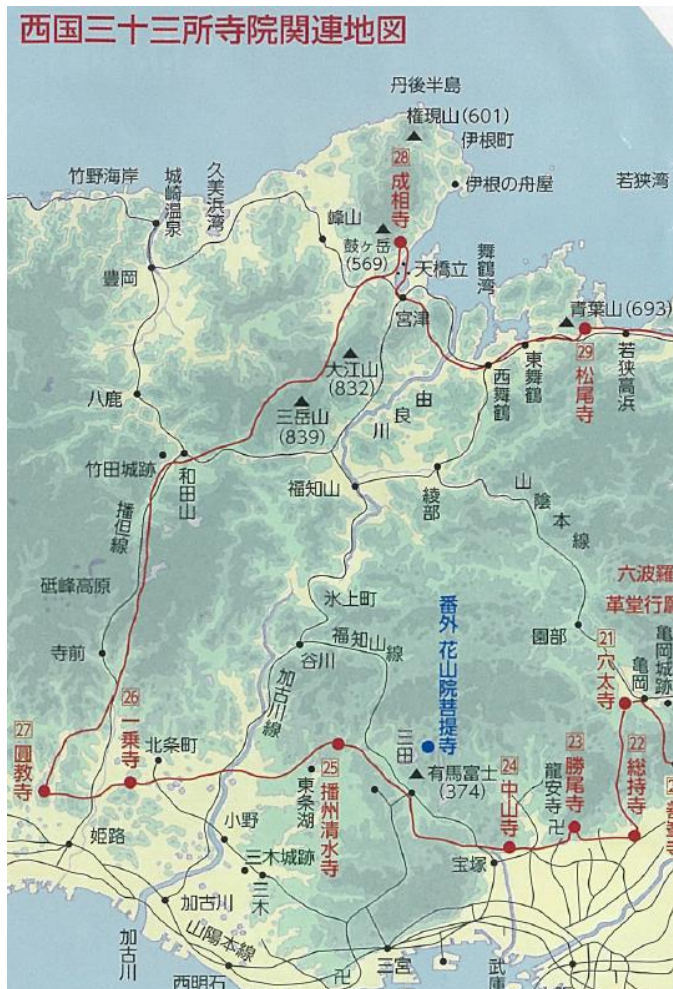 西国三十三所寺院関連地図
丹後半島
権現山(601)
伊根町
伊根の舟屋
若狭湾
竹野海岸
城崎温泉
久美浜湾
峰山
28 成相寺
鼓ヶ岳
(569)
天橋立
舞鶴湾
豊岡
宮津
青葉山(693)
大江山
(832)
西舞鶴
東舞鶴
29 松尾寺
若狭高浜
八鹿
三岳山
(839)
由良川
竹田城跡
和田山
福知山
綾部
山陰本線
播但線
砥峰高原
氷上町
六波羅
革堂行願
寺前
谷川
福知山線
番外 花山院菩提寺
園部
21 穴太寺
亀岡
亀岡城跡
加古川線
27 圓教寺
26 一乗寺
北条町
三田
有馬富士
(374)
東条湖
25 播州清水寺
24 中山寺
23 勝尾寺
龍安寺
22 総持寺
姫路
小野
三木城跡
三木
宝塚
加古川
加古川
山陽本線
西明石
三宮
武庫